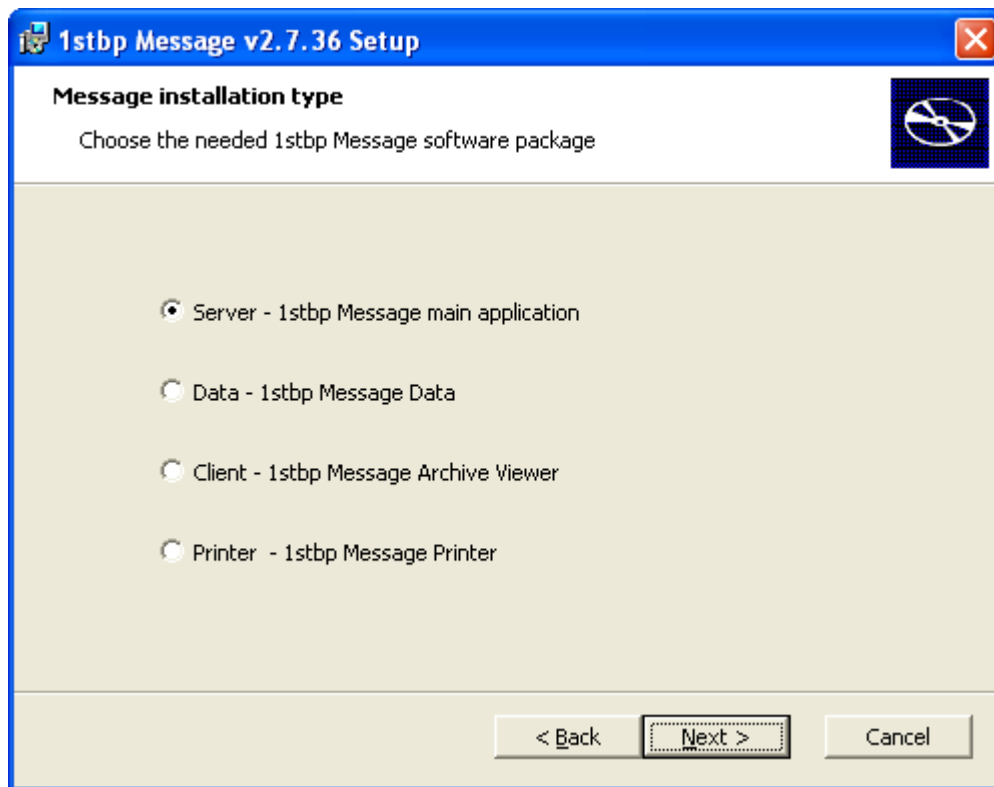 1stbp Message v2.7.36 Setup
Message installation type
Choose the needed 1stbp Message software package
Server - 1stbp Message main application
Data - 1stbp Message Data
Client - 1stbp Message Archive Viewer
Printer - 1stbp Message Printer
< Back Next > Cancel